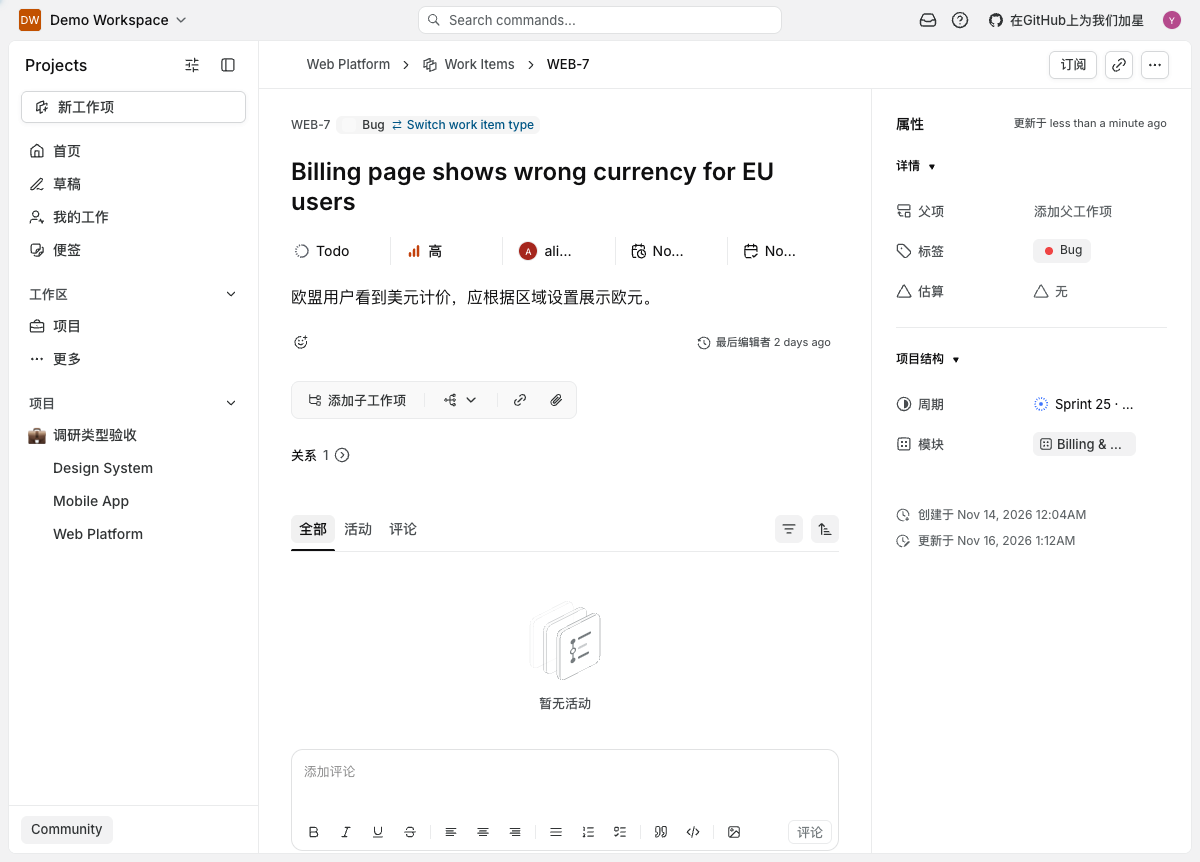 DW Demo Workspace
Search commands...
在GitHub上为我们加星
Y
Projects
新工作项
首页
草稿
我的工作
便签
工作区
项目
更多
项目
调研类型验收
Design System
Mobile App
Web Platform
Community
Web Platform
Work Items
WEB-7
订阅
WEB-7
Bug
Switch work item type
Billing page shows wrong currency for EU
users
Todo
高
A ali...
No...
No...
欧盟用户看到美元计价，应根据区域设置展示欧元。
最后编辑者 2 days ago
添加子工作项
关系 1
全部
活动
评论
暂无活动
添加评论
评论
属性
更新于 less than a minute ago
详情
父项
添加父工作项
标签
Bug
估算
无
项目结构
周期
Sprint 25 · ...
模块
Billing & ...
创建于 Nov 14, 2026 12:04AM
更新于 Nov 16, 2026 1:12AM